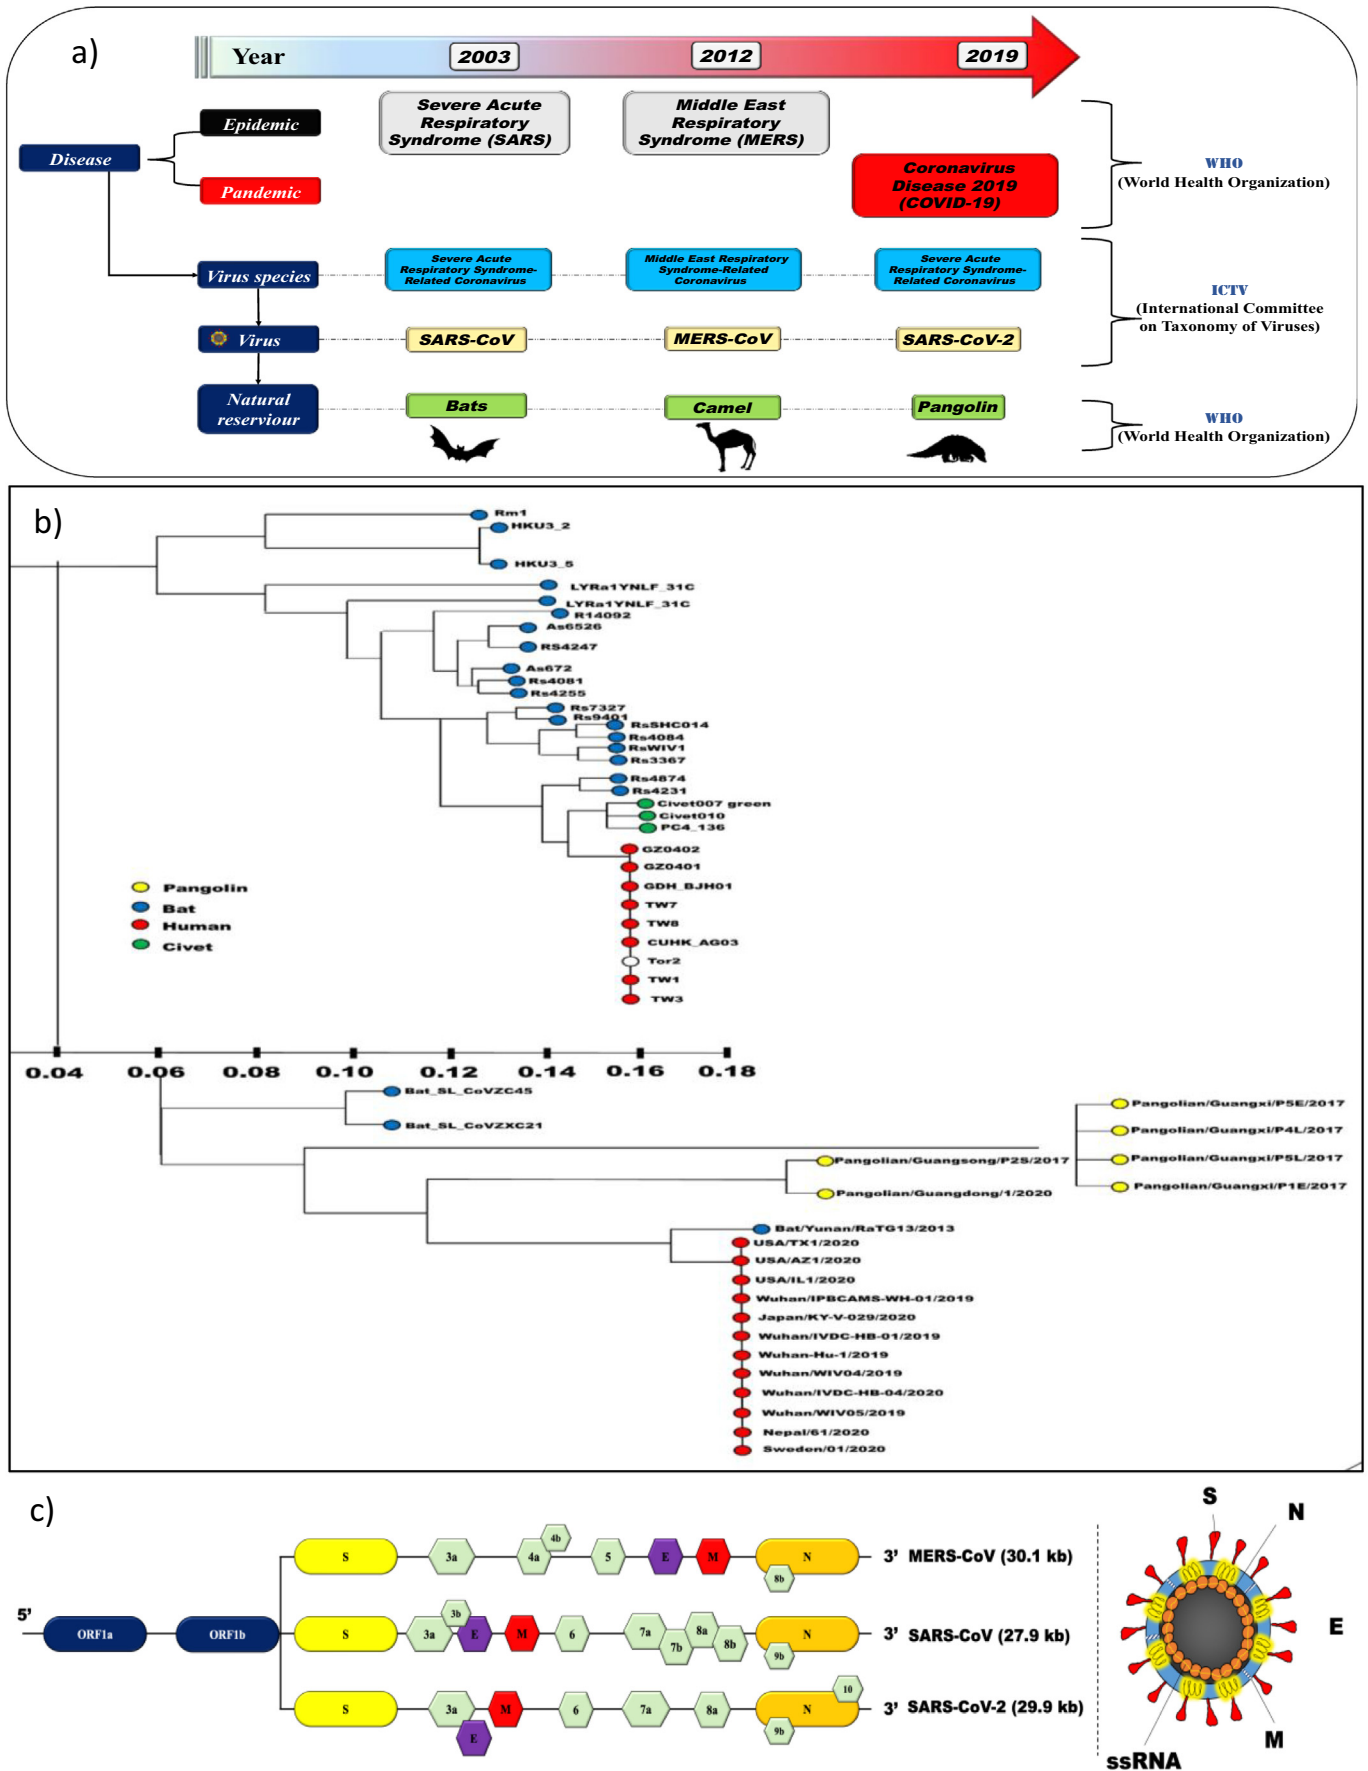 a)
Year
2003
2012
2019
Epidemic
Disease
Pandemic
Severe Acute
Respiratory
Syndrome (SARS)
Middle East
Respiratory
Syndrome (MERS)
Coronavirus
Disease 2019
(COVID-19)
WHO
(World Health Organization)
Virus species
Severe Acute
Respiratory Syndrome-
Related Coronavirus
Middle East Respiratory
Syndrome-Related
Coronavirus
Severe Acute
Respiratory Syndrome-
Related Coronavirus
ICTV
(International Committee
on Taxonomy of Viruses)
Virus
SARS-CoV
MERS-CoV
SARS-CoV-2
Natural
reserviour
Bats
Camel
Pangolin
WHO
(World Health Organization)
b)
Rm1
HKU3_2
HKU3_5
LYRa1YNLF_31C
LYRa1YNLF_31C
R14092
As6526
RS4247
As672
Rs4081
Rs4255
Rs7327
Rs9401
RsSHC014
Rs4084
RsWIV1
Rs3367
Rs4874
Rs4231
Civet007 green
Civet010
PC4_136
GZ0402
GZ0401
GDH_BJH01
TW7
TW8
CUHK_AG03
Tor2
TW1
TW3
Pangolin
Bat
Human
Civet
0.04
0.06
0.08
0.10
0.12
0.14
0.16
0.18
Bat_SL_CoVZC45
Bat_SL_CoVZXC21
Pangolian/Guangxi/P5E/2017
Pangolian/Guangxi/P4L/2017
Pangolian/Guangxi/P5L/2017
Pangolian/Guangxi/P1E/2017
Pangolian/Guangsong/P2S/2017
Pangolian/Guangdong/1/2020
Bat/Yunan/RaTG13/2013
USA/TX1/2020
USA/AZ1/2020
USA/IL1/2020
Wuhan/IPBCAMS-WH-01/2019
Japan/KY-V-029/2020
Wuhan/IVDC-HB-01/2019
Wuhan-Hu-1/2019
Wuhan/WIV04/2019
Wuhan/IVDC-HB-04/2020
Wuhan/WIV05/2019
Nepal/61/2020
Sweden/01/2020
c)
5’
ORF1a
ORF1b
S
3a
4a
4b
5
E
M
N
8b
3’ MERS-CoV (30.1 kb)
S
3a
3b
E
M
6
7a
7b
8a
8b
N
9b
3’ SARS-CoV (27.9 kb)
S
3a
E
M
6
7a
8a
N
10
9b
3’ SARS-CoV-2 (29.9 kb)
S
N
E
M
ssRNA